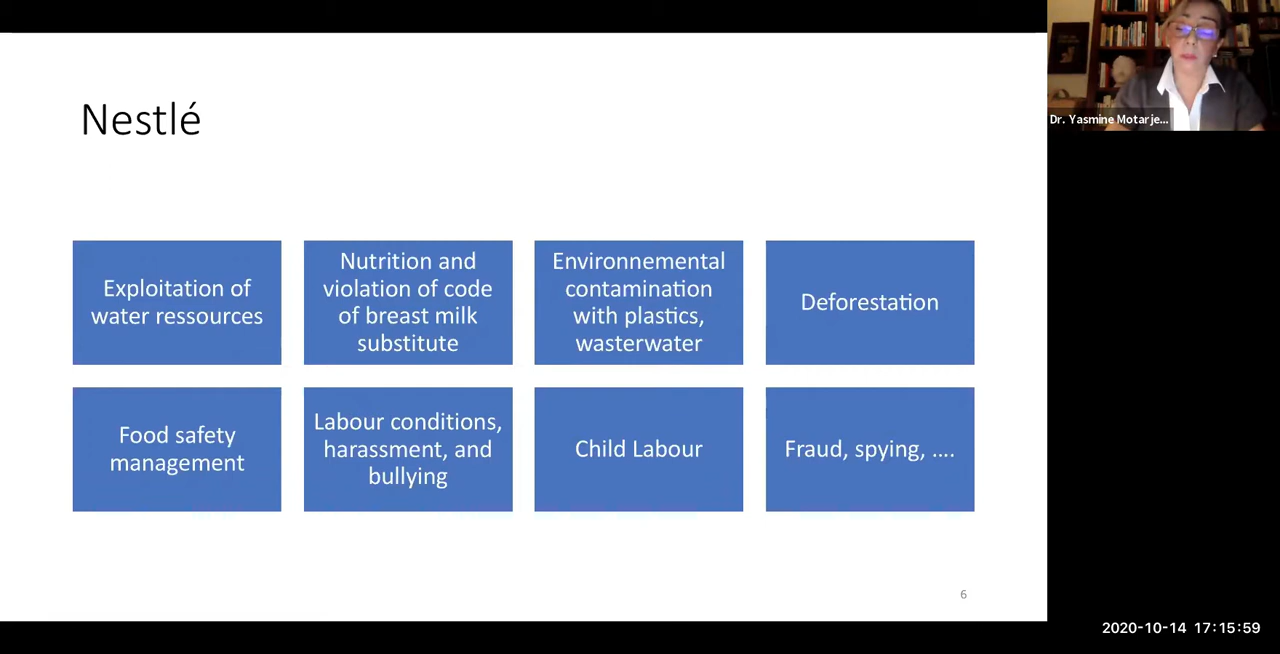 Nestlé
Exploitation of
water ressources
Nutrition and
violation of code
of breast milk
substitute
Environnemental
contamination
with plastics,
wasterwater
Deforestation
Food safety
management
Labour conditions,
harassment, and
bullying
Child Labour
Fraud, spying, ....
6
Dr. Yasmine Motarje...
2020-10-14 17:15:59